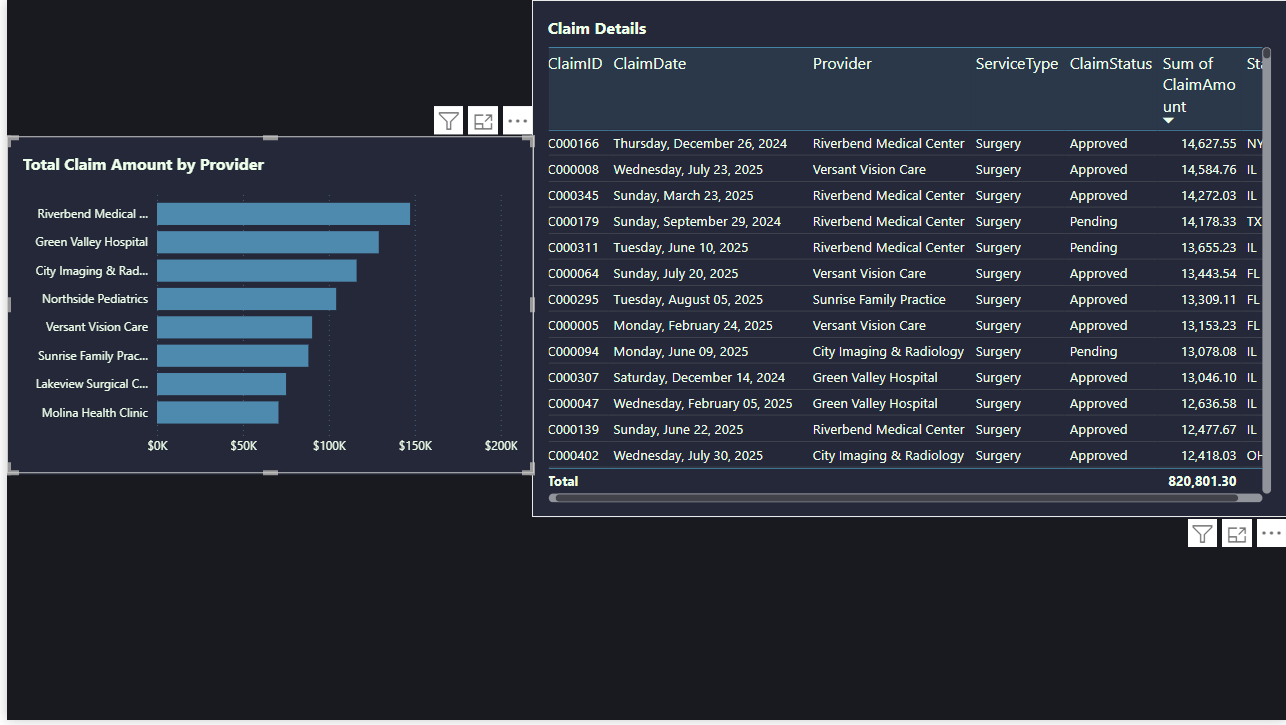 Claim Details
ClaimID ClaimDate Provider ServiceType ClaimStatus Sum of ClaimAmo unt Sta
C000166 Thursday, December 26, 2024 Riverbend Medical Center Surgery Approved 14,627.55 NY
C000008 Wednesday, July 23, 2025 Versant Vision Care Surgery Approved 14,584.76 IL
C000345 Sunday, March 23, 2025 Riverbend Medical Center Surgery Approved 14,272.03 IL
C000179 Sunday, September 29, 2024 Riverbend Medical Center Surgery Pending 14,178.33 TX
C000311 Tuesday, June 10, 2025 Riverbend Medical Center Surgery Pending 13,655.23 IL
C000064 Sunday, July 20, 2025 Versant Vision Care Surgery Approved 13,443.54 FL
C000295 Tuesday, August 05, 2025 Sunrise Family Practice Surgery Approved 13,309.11 FL
C000005 Monday, February 24, 2025 Versant Vision Care Surgery Approved 13,153.23 FL
C000094 Monday, June 09, 2025 City Imaging & Radiology Surgery Pending 13,078.08 IL
C000307 Saturday, December 14, 2024 Green Valley Hospital Surgery Approved 13,046.10 IL
C000047 Wednesday, February 05, 2025 Green Valley Hospital Surgery Approved 12,636.58 IL
C000139 Sunday, June 22, 2025 Riverbend Medical Center Surgery Approved 12,477.67 IL
C000402 Wednesday, July 30, 2025 City Imaging & Radiology Surgery Approved 12,418.03 OH
Total 820,801.30
Total Claim Amount by Provider
Riverbend Medical ...
Green Valley Hospital
City Imaging & Rad...
Northside Pediatrics
Versant Vision Care
Sunrise Family Prac...
Lakeview Surgical C...
Molina Health Clinic
$0K $50K $100K $150K $200K